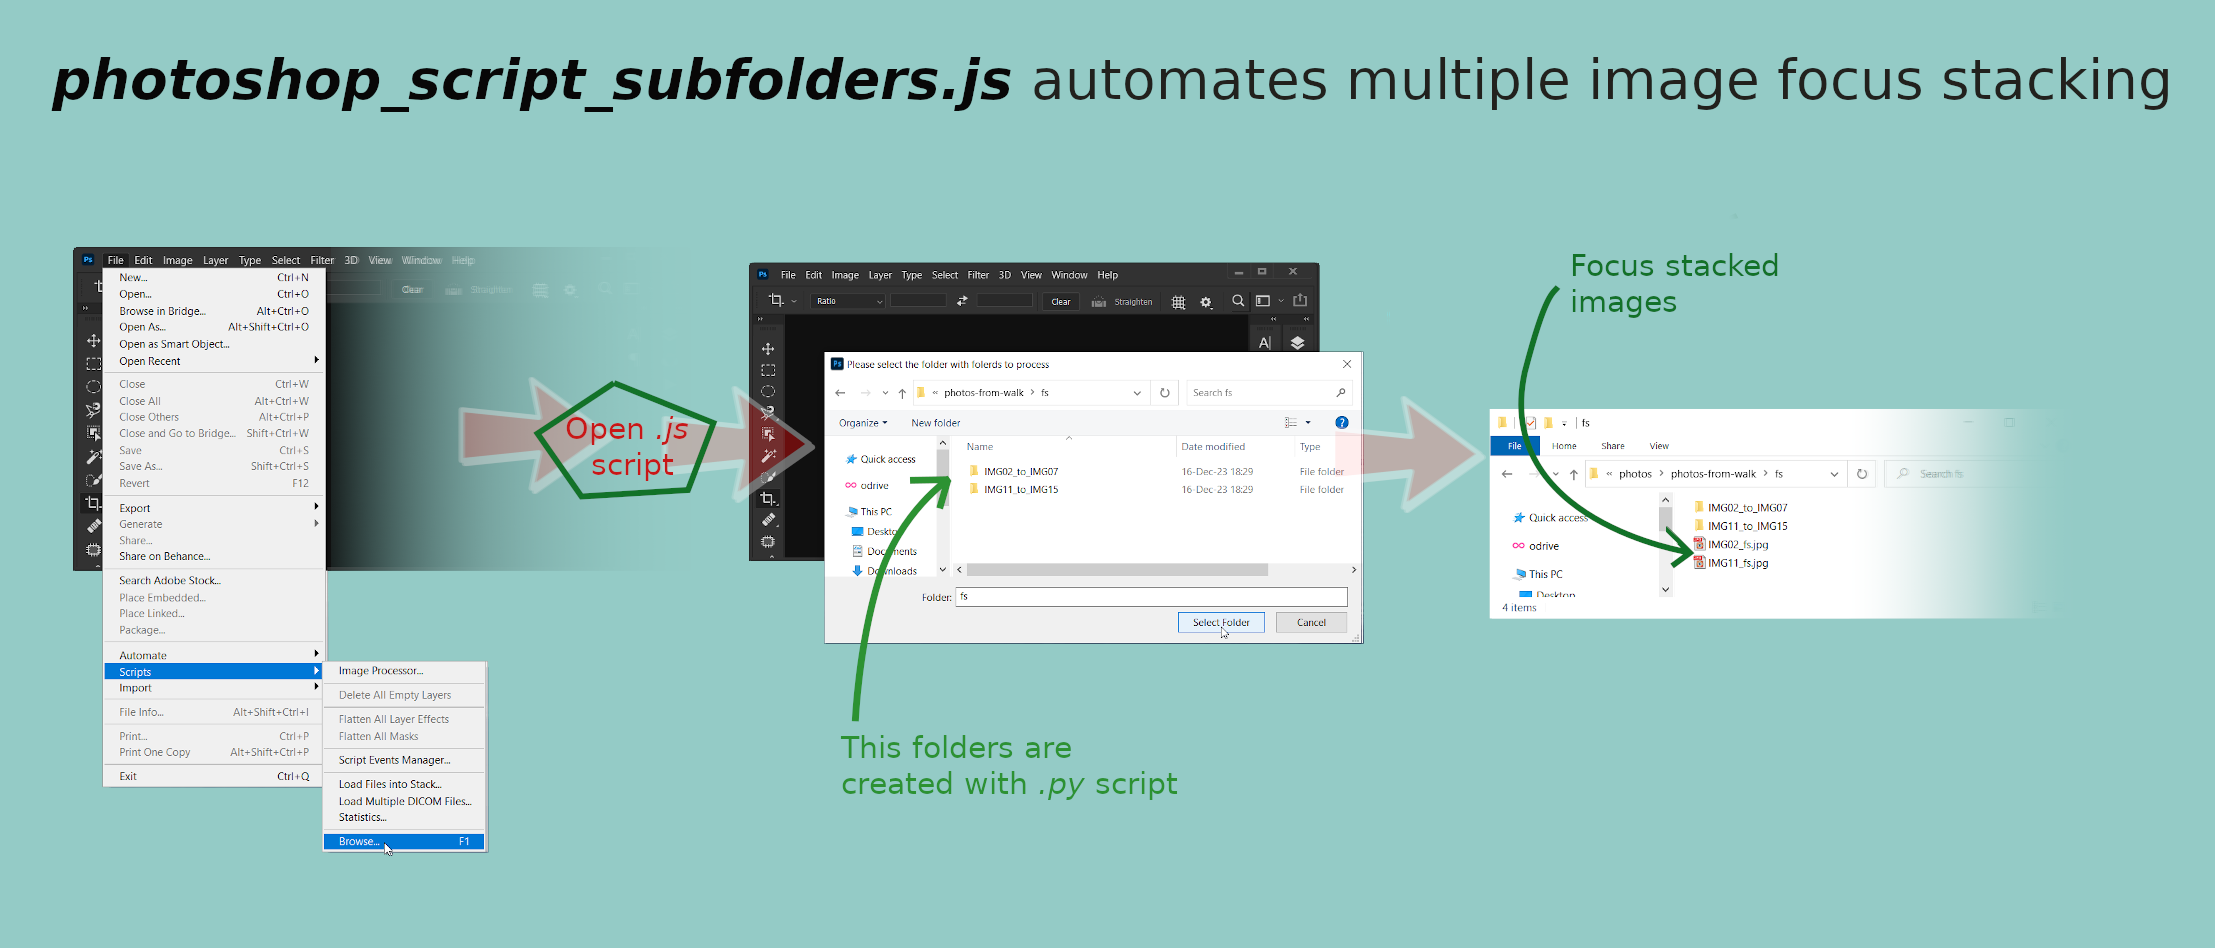 photoshop_script_subfolders.js automates multiple image focus stacking
Ps File Edit Image Layer Type Select Filter 3D View Window Help
Clear Straighten
New... Ctrl+N
Open... Ctrl+O
Browse in Bridge... Alt+Ctrl+O
Open As... Alt+Shift+Ctrl+O
Open as Smart Object...
Open Recent
Close Ctrl+W
Close All Alt+Ctrl+W
Close Others Alt+Ctrl+P
Close and Go to Bridge... Shift+Ctrl+W
Save Ctrl+S
Save As... Shift+Ctrl+S
Revert F12
Export
Generate
Share...
Share on Behance...
Search Adobe Stock...
Place Embedded...
Place Linked...
Package...
Automate
Scripts
Import
File Info... Alt+Shift+Ctrl+I
Print... Ctrl+P
Print One Copy Alt+Shift+Ctrl+P
Exit Ctrl+Q
Image Processor...
Delete All Empty Layers
Flatten All Layer Effects
Flatten All Masks
Script Events Manager...
Load Files into Stack...
Load Multiple DICOM Files...
Statistics...
Browse... F1
Open .js
script
Ps File Edit Image Layer Type Select Filter 3D View Window Help
Ratio Clear Straighten
A|
Ps Please select the folder with folerds to process
« photos-from-walk > fs Search fs
Organize New folder
Name Date modified Type
Quick access
odrive
This PC
Desktop
Documents
Downloads
IMG02_to_IMG07 16-Dec-23 18:29 File folder
IMG11_to_IMG15 16-Dec-23 18:29 File folder
Folder: fs
Select Folder Cancel
This folders are
created with .py script
Focus stacked
images
fs
File Home Share View
« photos > photos-from-walk > fs Search fs
Quick access
odrive
This PC
Desktop
IMG02_to_IMG07
IMG11_to_IMG15
IMG02_fs.jpg
IMG11_fs.jpg
4 items